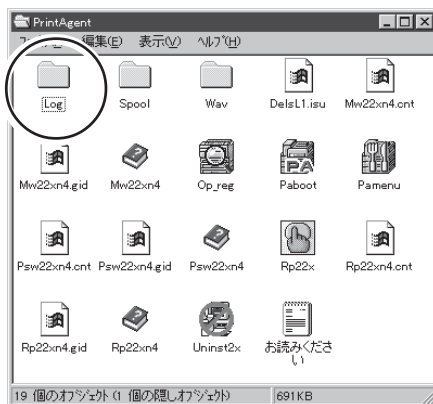 PrintAgent
編集(E) 表示(V) ヘルプ(H)
Log Spool Wav DelsL1.isu Mw22xn4.cnt
Mw22xn4.gid Mw22xn4 Op_reg Paboot Pamenu
PA
Psw22xn4.cnt Psw22xn4.gid Psw22xn4 Rp22x Rp22xn4.cnt
Rp22xn4.gid Rp22xn4 Uninst2x お読みくださ
い
19 個のオブジェクト (1 個の隠しオブジェクト) 691KB